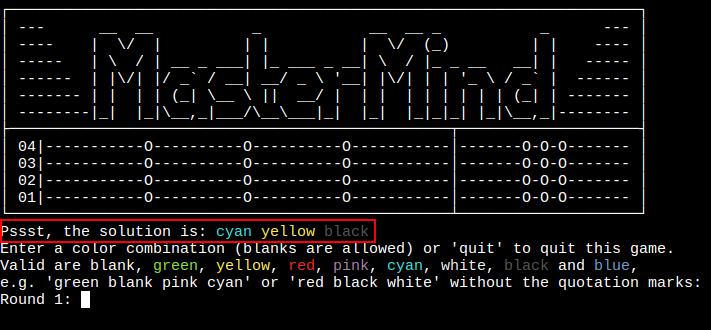 MasterMind
04|-----------O----------O----------O-----------|-------O-O-O-------
03|-----------O----------O----------O-----------|-------O-O-O-------
02|-----------O----------O----------O-----------|-------O-O-O-------
01|-----------O----------O----------O-----------|-------O-O-O-------
Pssst, the solution is: cyan yellow black
Enter a color combination (blanks are allowed) or 'quit' to quit this game.
Valid are blank, green, yellow, red, pink, cyan, white, black and blue,
e.g. 'green blank pink cyan' or 'red black white' without the quotation marks:
Round 1: